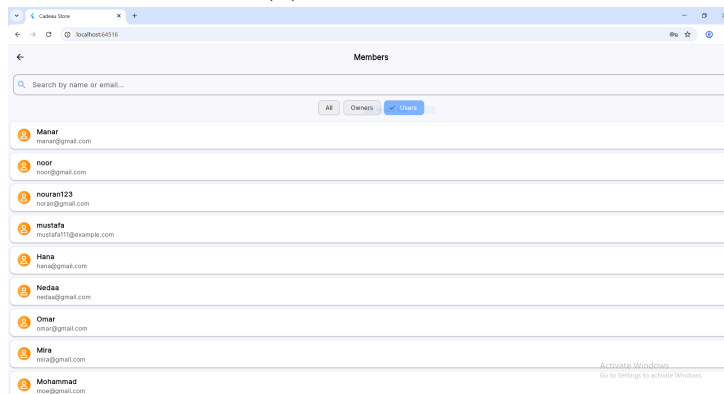 Cadeau Store
localhost:64516
Members
Search by name or email...
All Owners Users
Manar
manar@gmail.com
noor
noor@gmail.com
nouran123
noran@gmail.com
mustafa
mustafa111@example.com
Hana
hana@gmail.com
Nedaa
nedaa@gmail.com
Omar
omar@gmail.com
Mira
mira@gmail.com
Mohammad
moe@gmail.com
Activate Windows
Go to Settings to activate Windows.